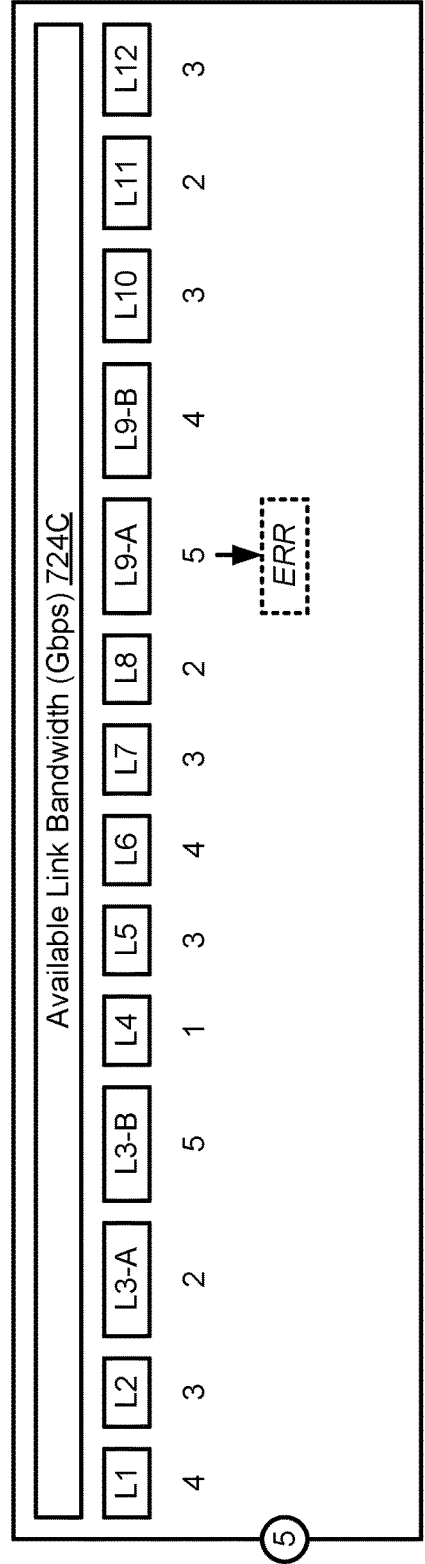 Available Link Bandwidth (Gbps) 724C
L1 L2 L3-A L3-B L4 L5 L6 L7 L8 L9-A L9-B L10 L11 L12
4 3 2 5 1 3 4 3 2 5 4 3 2 3
ERR
5